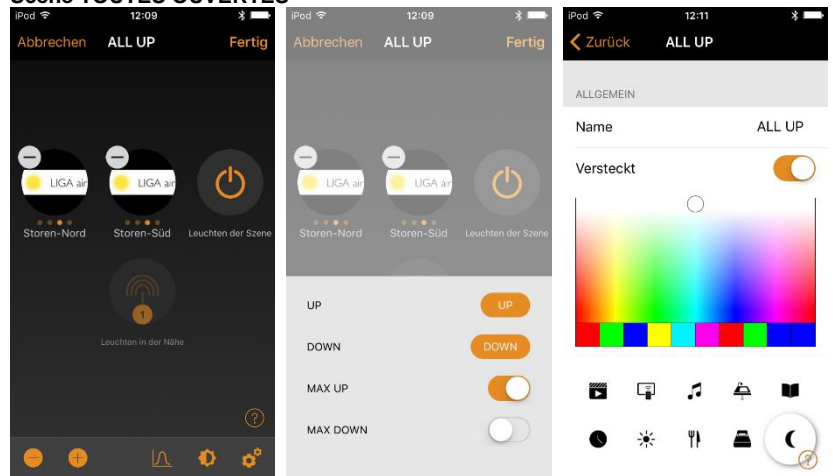 Scène TOUTES OUVERTES
iPod 12:09
Abbrechen ALL UP Fertig
LIGA air LIGA air
Storen-Nord Storen-Süd Leuchten der Szene
1
Leuchten in der Nähe
?
iPod 12:09
Abbrechen ALL UP Fertig
LIGA air LIGA air
Storen-Nord Storen-Süd Leuchten der Szene
UP UP
DOWN DOWN
MAX UP
MAX DOWN
iPod 12:11
Zurück ALL UP
ALLGEMEIN
Name ALL UP
Versteckt
?